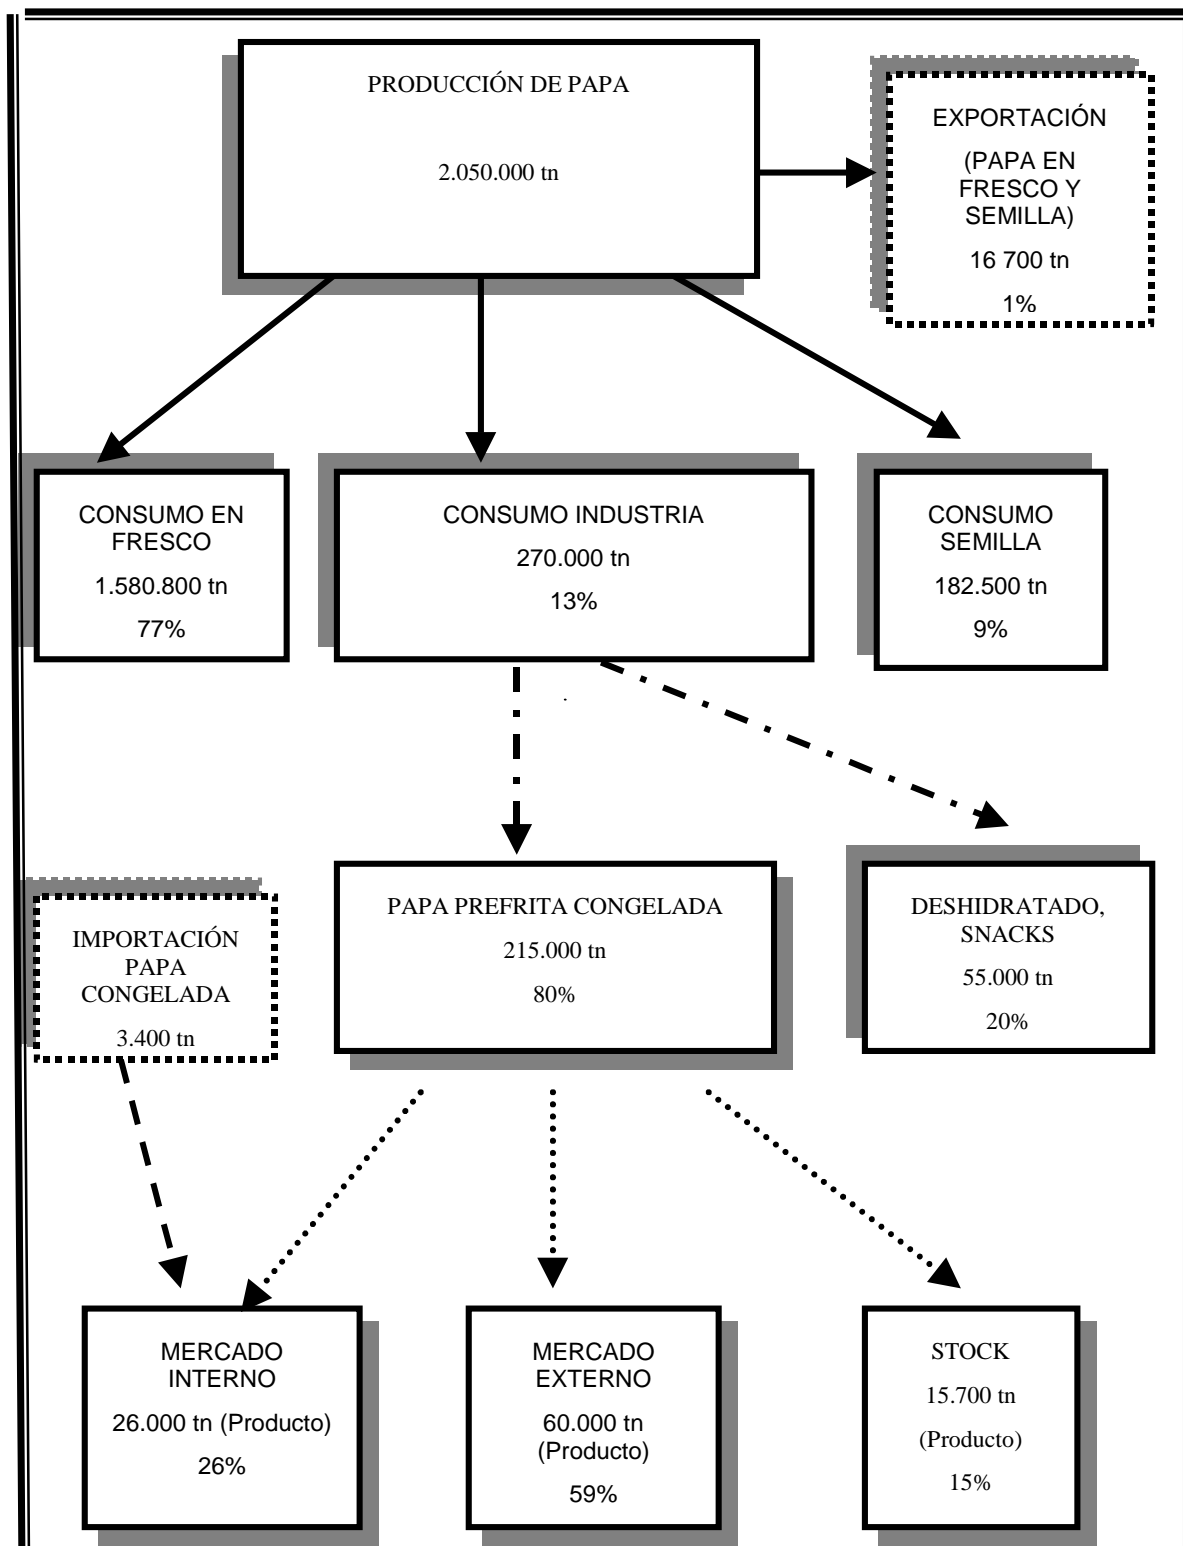 PRODUCCIÓN DE PAPA
2.050.000 tn
EXPORTACIÓN
(PAPA EN
FRESCO Y
SEMILLA)
16 700 tn
1%
CONSUMO EN
FRESCO
1.580.800 tn
77%
CONSUMO INDUSTRIA
270.000 tn
13%
CONSUMO
SEMILLA
182.500 tn
9%
IMPORTACIÓN
PAPA
CONGELADA
3.400 tn
PAPA PREFRITA CONGELADA
215.000 tn
80%
DESHIDRATADO,
SNACKS
55.000 tn
20%
MERCADO
INTERNO
26.000 tn (Producto)
26%
MERCADO
EXTERNO
60.000 tn
(Producto)
59%
STOCK
15.700 tn
(Producto)
15%